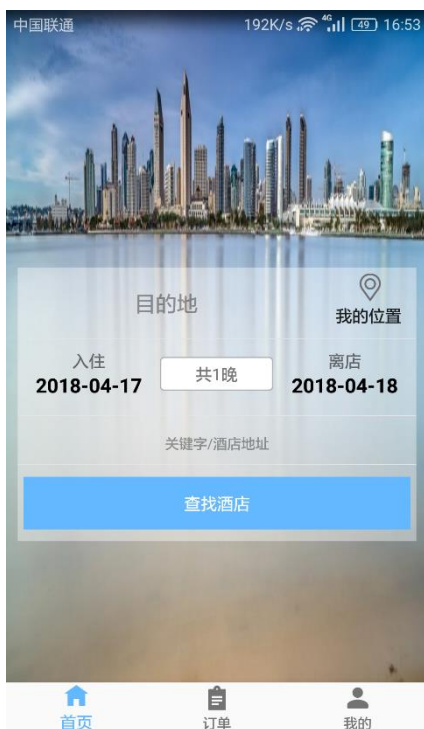 中国联通 192K/s 4G 49 16:53
目的地
我的位置
入住 离店
2018-04-17 共1晚 2018-04-18
关键字/酒店地址
查找酒店
首页 订单 我的